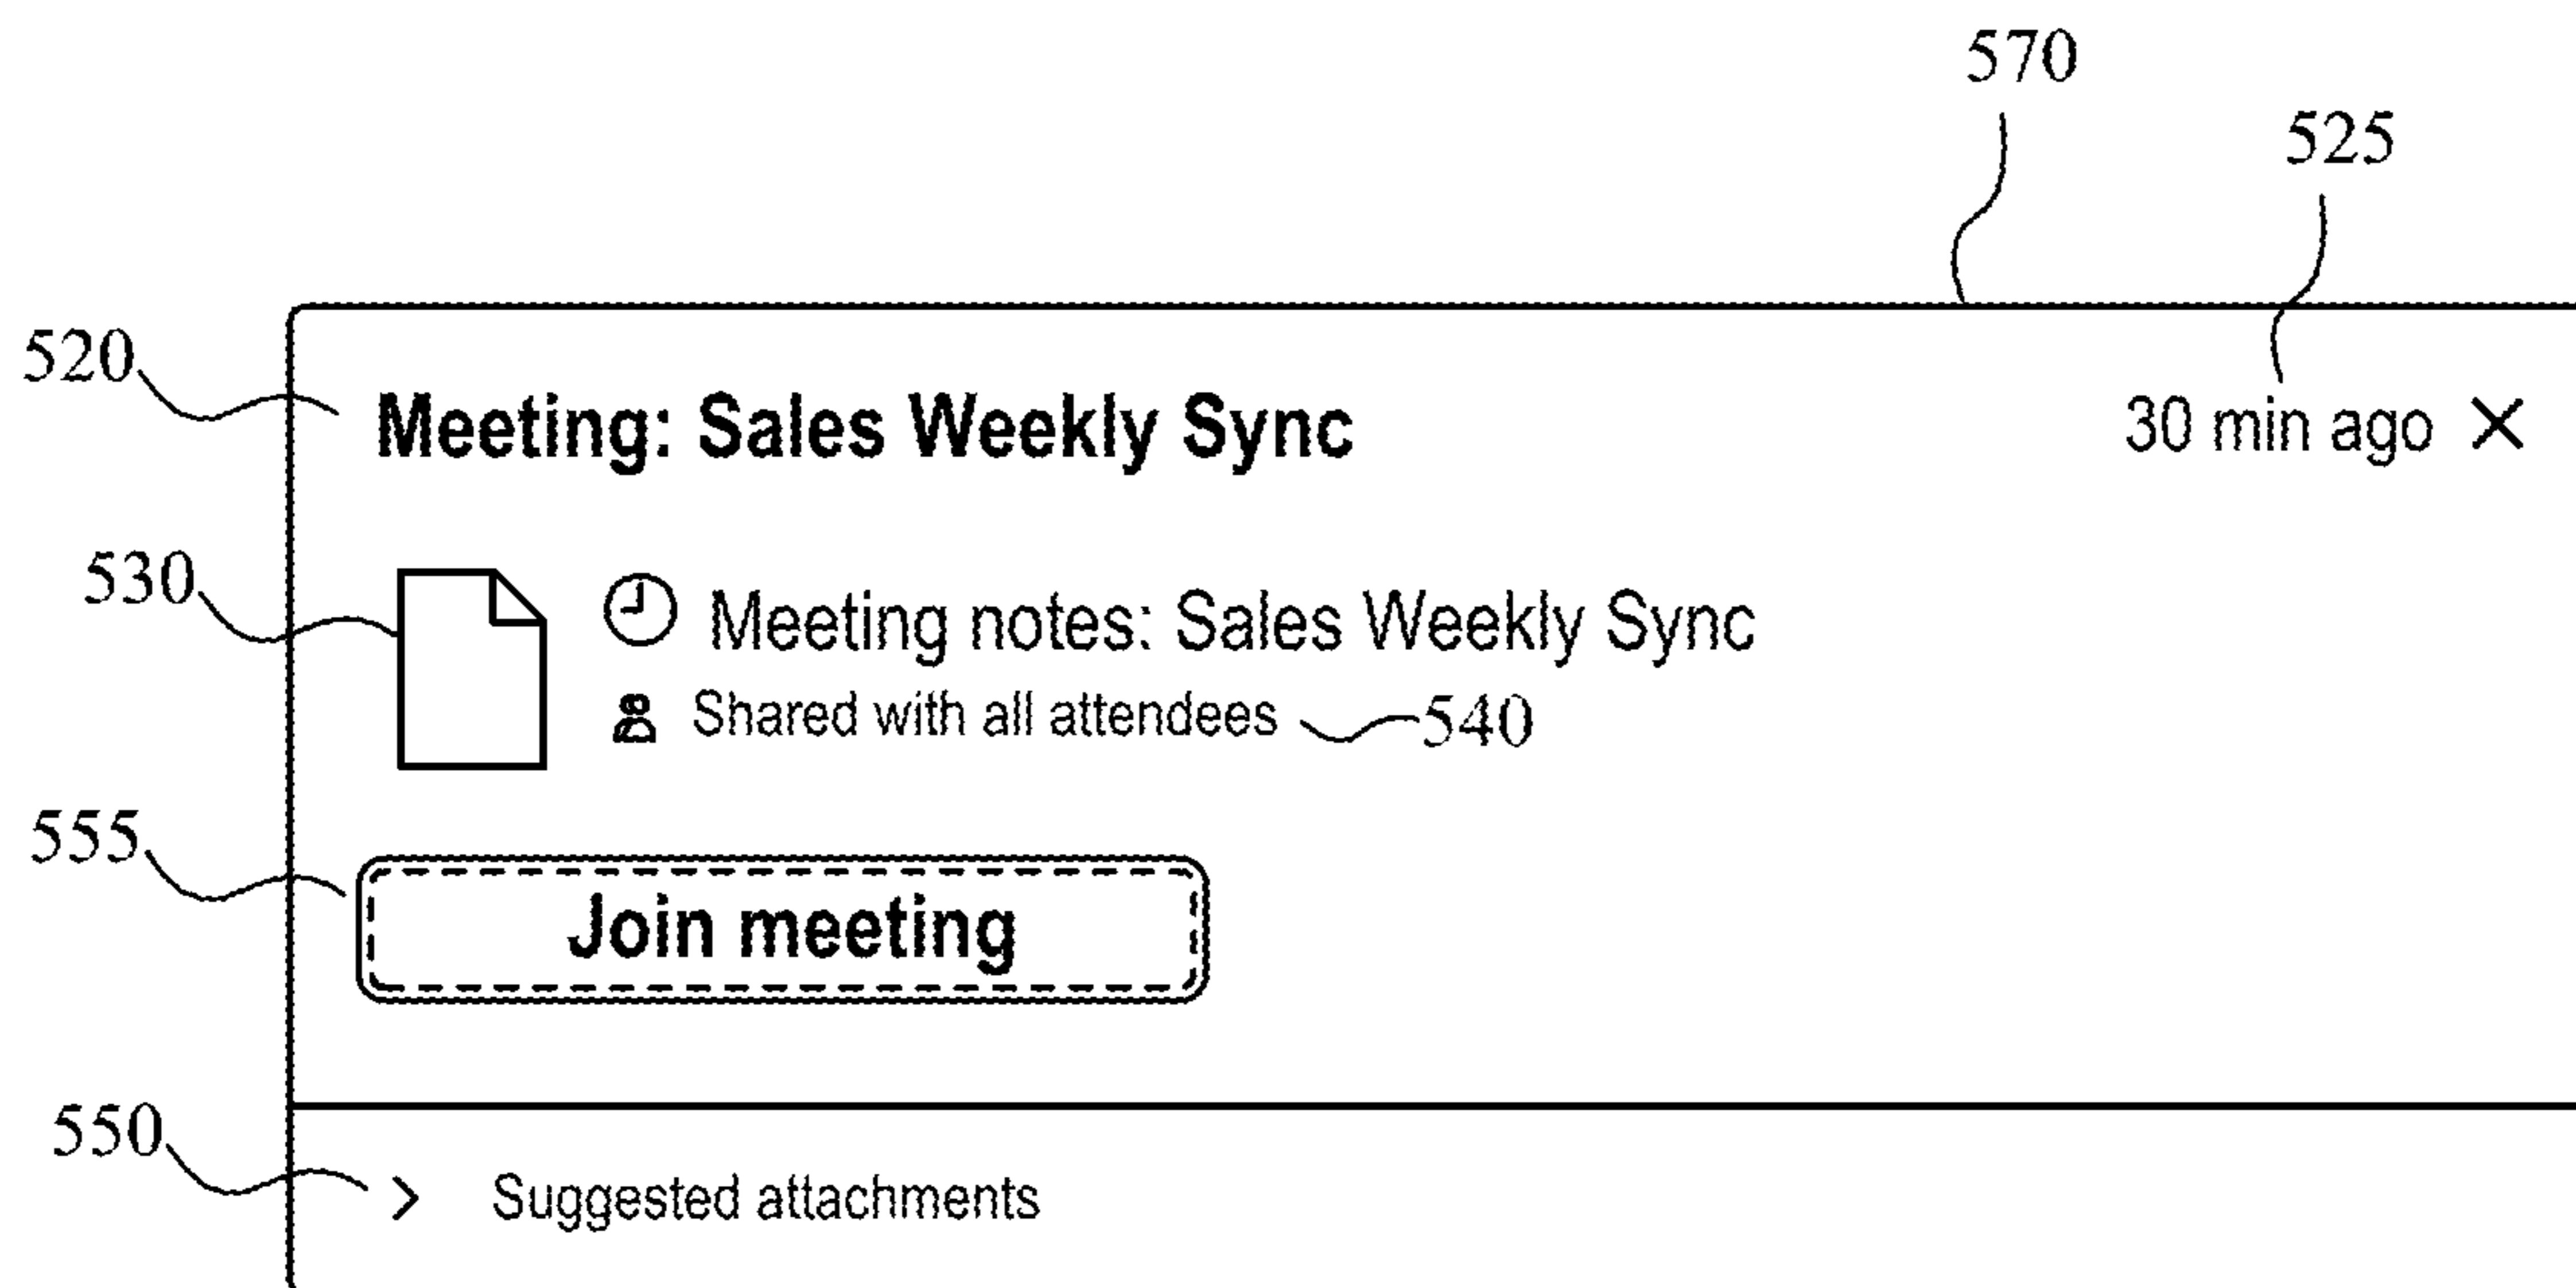 570
525
520
Meeting: Sales Weekly Sync
30 min ago
530
Meeting notes: Sales Weekly Sync
Shared with all attendees
540
555
Join meeting
550
Suggested attachments